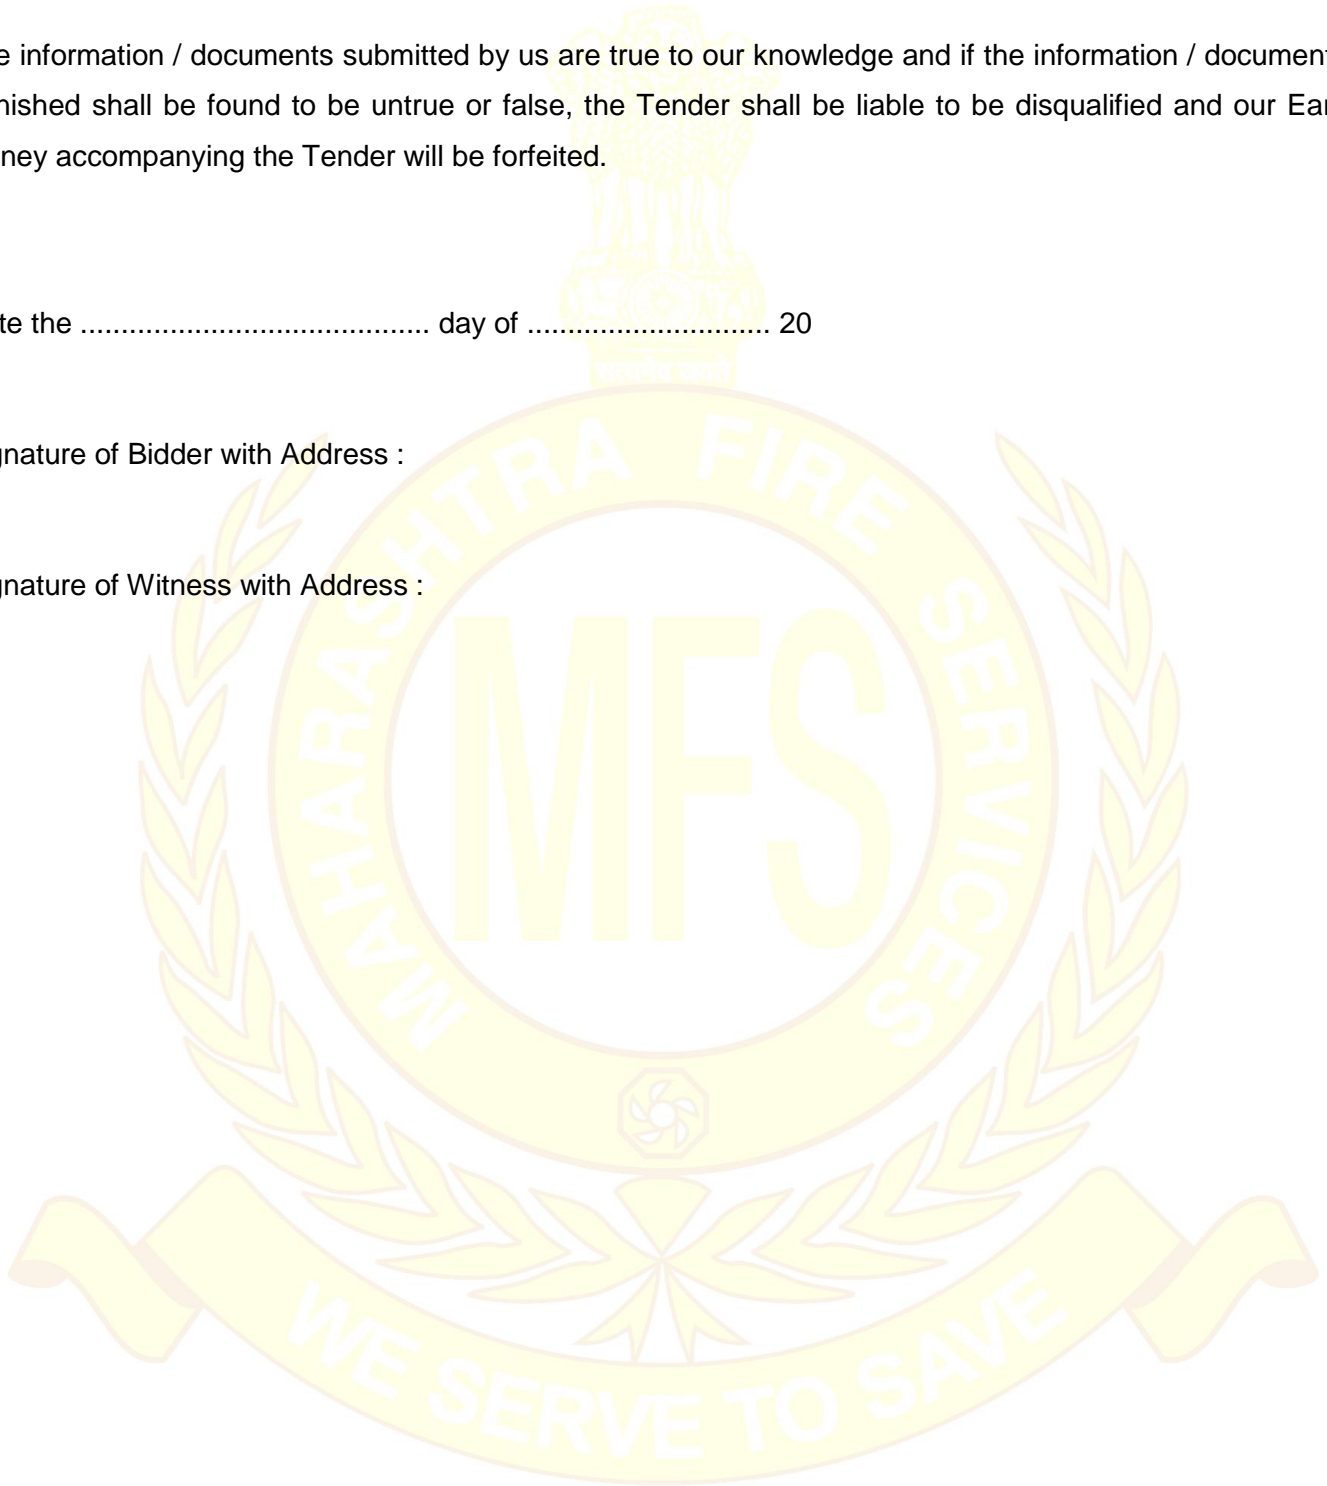 e information / documents submitted by us are true to our knowledge and if the information / document
nished shall be found to be untrue or false, the Tender shall be liable to be disqualified and our Ear
ney accompanying the Tender will be forfeited.
te the ........................................... day of .............................. 20
gnature of Bidder with Address :
gnature of Witness with Address :
MAHARASHTRA FIRE SERVICES
MFS
WE SERVE TO SAVE